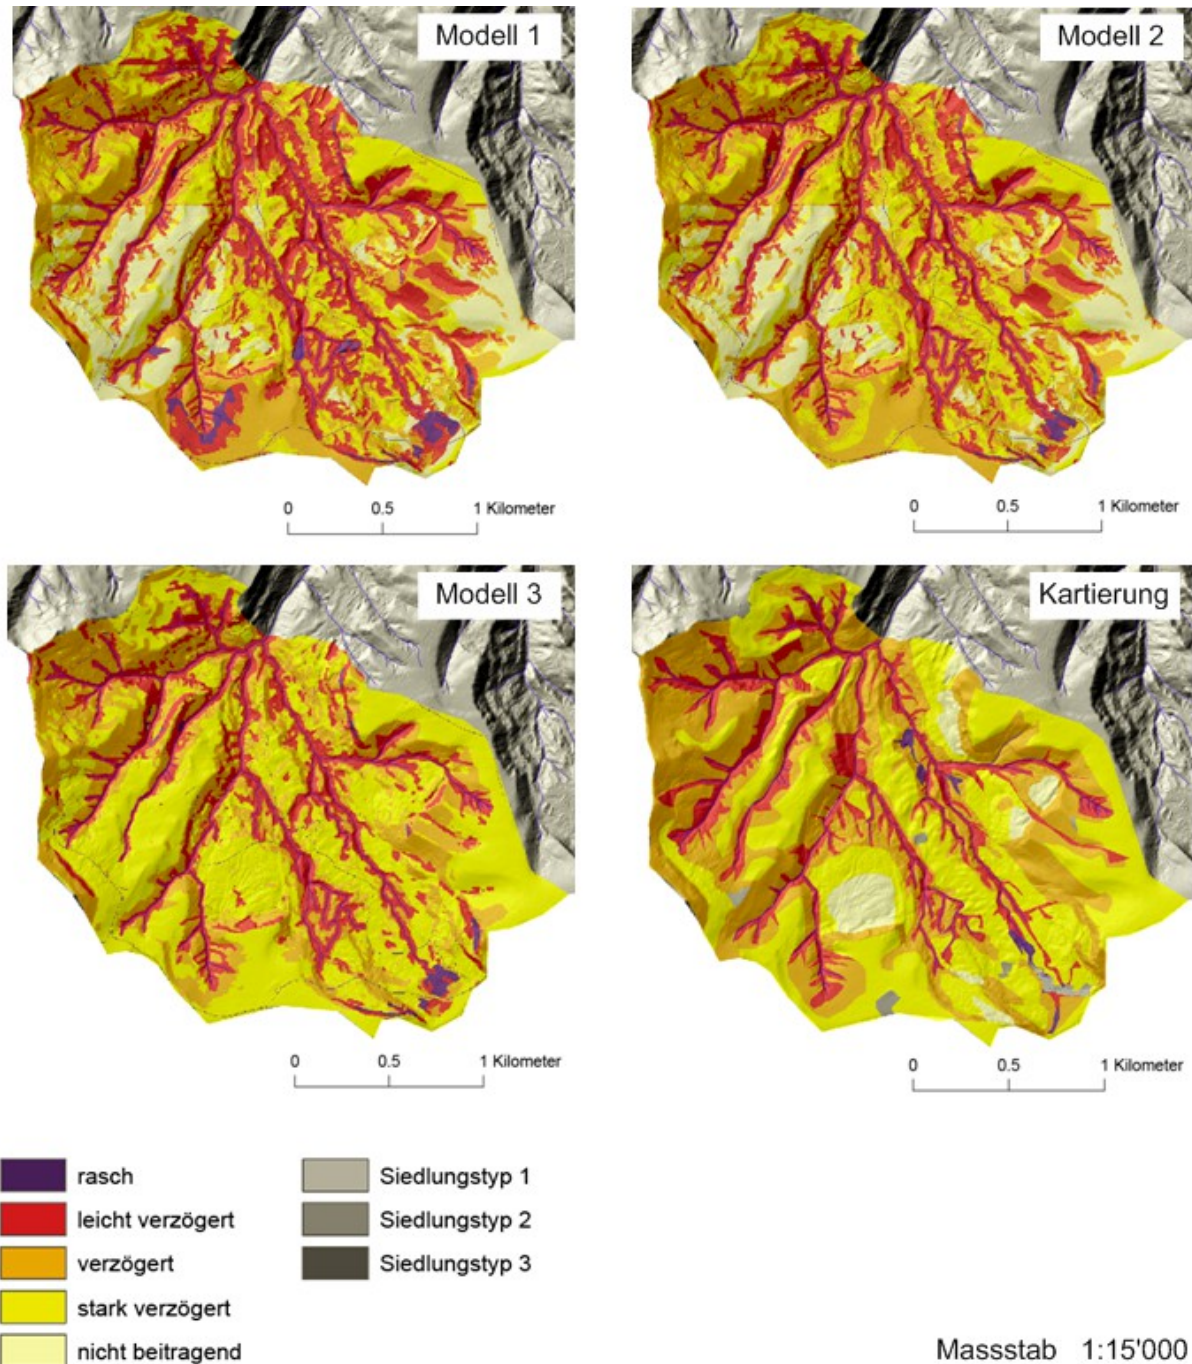 Modell 1
Modell 2
0 0.5 1 Kilometer
0 0.5 1 Kilometer
Modell 3
Kartierung
0 0.5 1 Kilometer
0 0.5 1 Kilometer
rasch
leicht verzögert
verzögert
stark verzögert
nicht beitragend
Siedlungstyp 1
Siedlungstyp 2
Siedlungstyp 3
Massstab 1:15'000